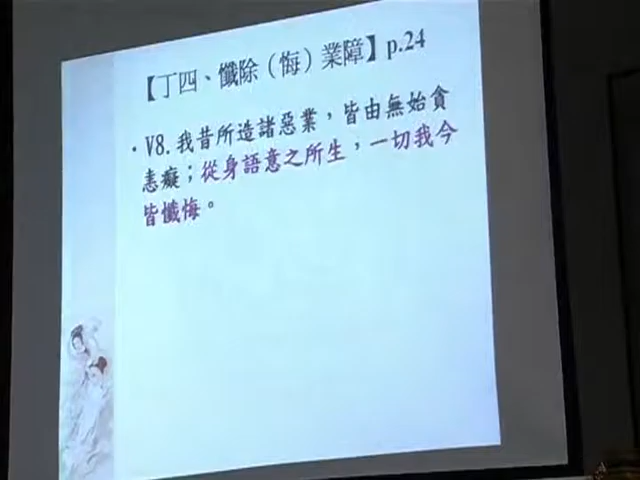 【丁四、懺除（悔）業障】p.24
·V8. 我昔所造諸惡業，皆由無始貪
恚癡；從身語意之所生，一切我今
皆懺悔。